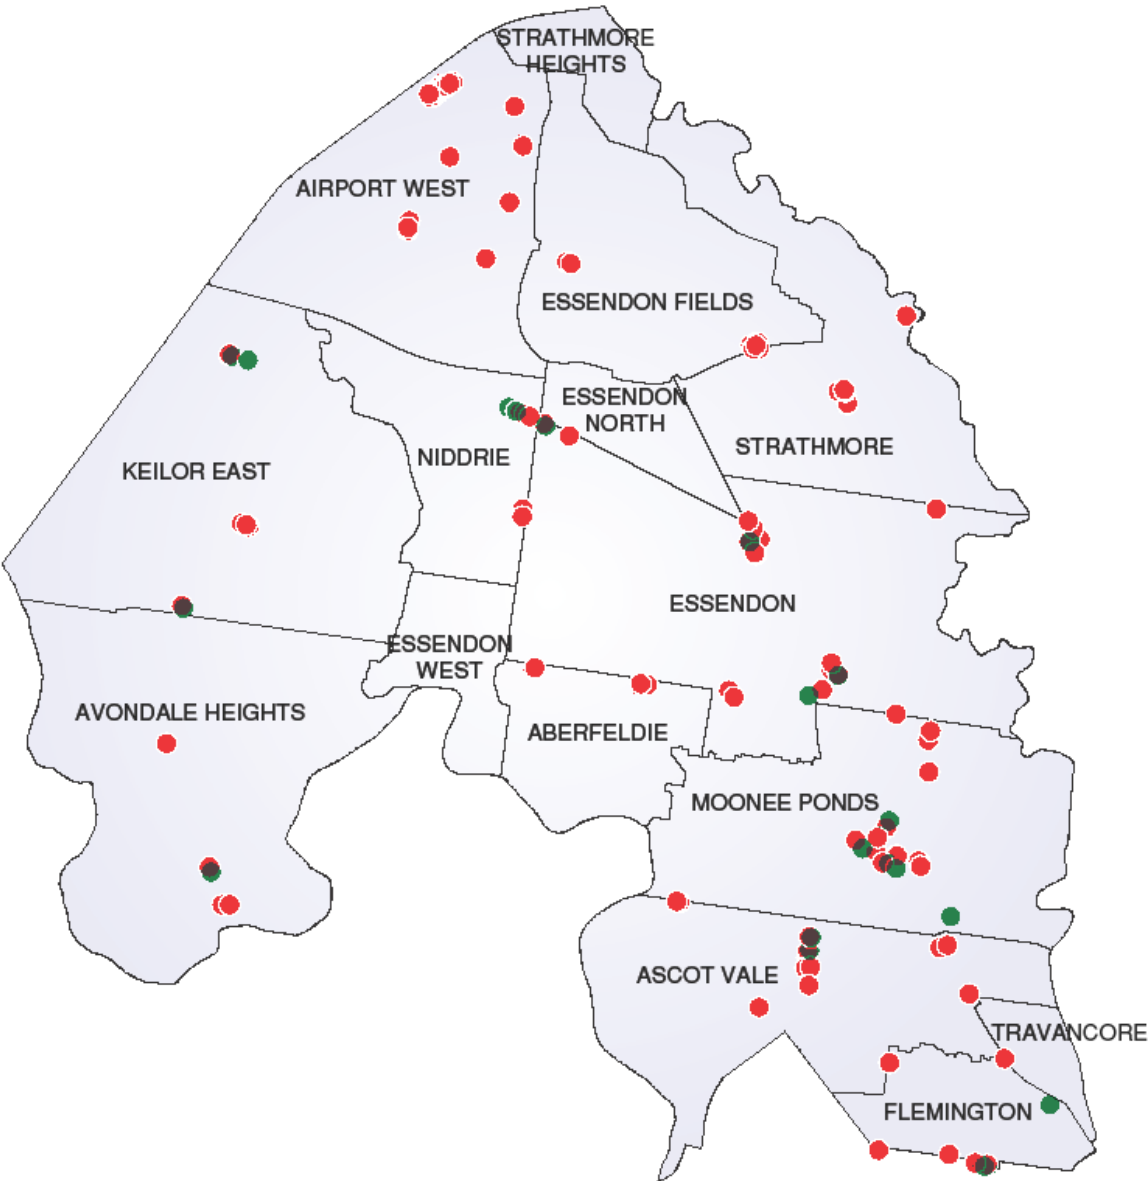 STRATHMORE
HEIGHTS
AIRPORT WEST
ESSENDON FIELDS
ESSENDON
NORTH
STRATHMORE
NIDDRIE
KEILOR EAST
ESSENDON
ESSENDON
WEST
AVONDALE HEIGHTS
ABERFELDIE
MOONEE PONDS
ASCOT VALE
TRAVANCORE
FLEMINGTON